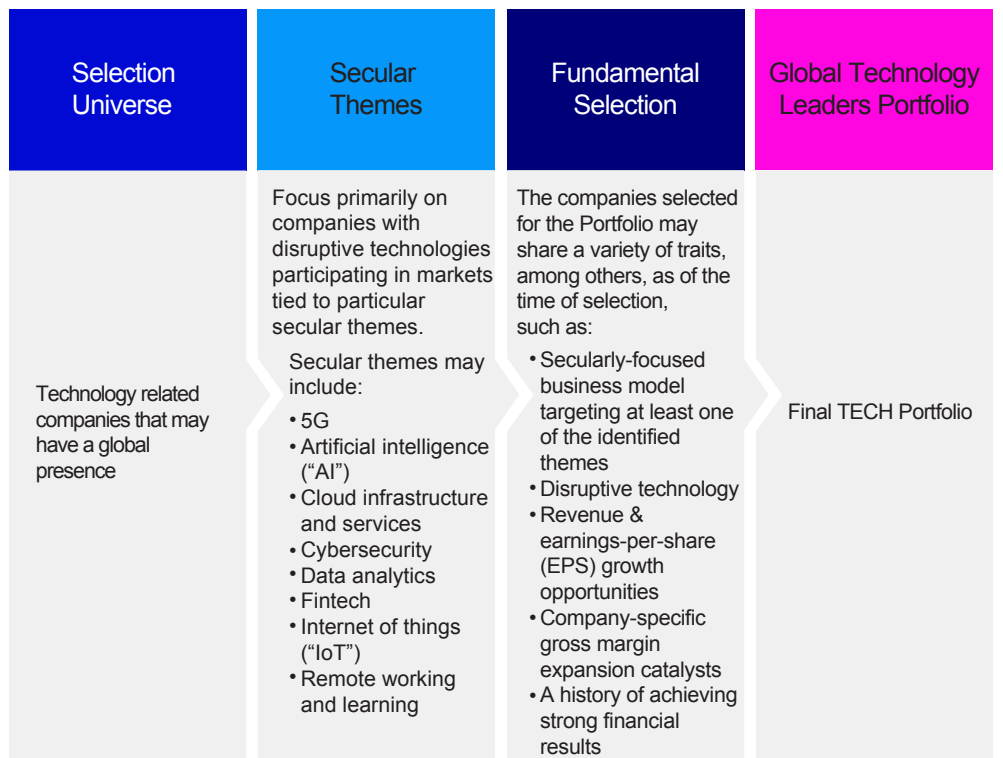 Selection
Universe
Technology related
companies that may
have a global
presence
Secular
Themes
Focus primarily on
companies with
disruptive technologies
participating in markets
tied to particular
secular themes.
Secular themes may
include:
• 5G
• Artificial intelligence
(“AI”)
• Cloud infrastructure
and services
• Cybersecurity
• Data analytics
• Fintech
• Internet of things
(“IoT”)
• Remote working
and learning
Fundamental
Selection
The companies selected
for the Portfolio may
share a variety of traits,
among others, as of the
time of selection,
such as:
• Secularly-focused
business model
targeting at least one
of the identified
themes
• Disruptive technology
• Revenue &
earnings-per-share
(EPS) growth
opportunities
• Company-specific
gross margin
expansion catalysts
• A history of achieving
strong financial
results
Global Technology
Leaders Portfolio
Final TECH Portfolio